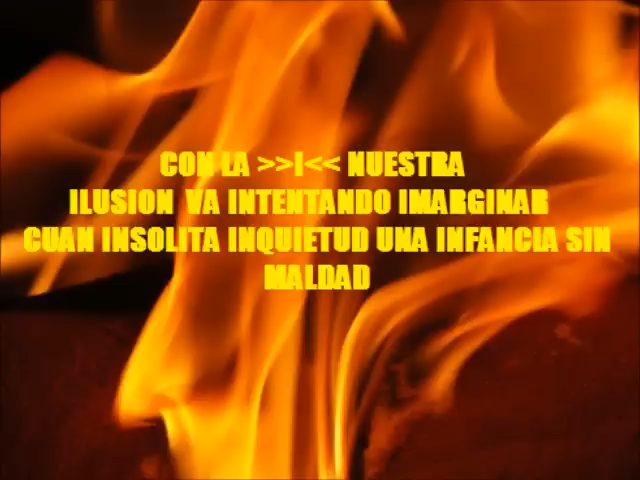 CON LA >>I<< NUESTRA
ILUSION VA INTENTANDO IMARGINAR
CUAN INSOLITA INQUIETUD UNA INFANCIA SIN
MALDAD